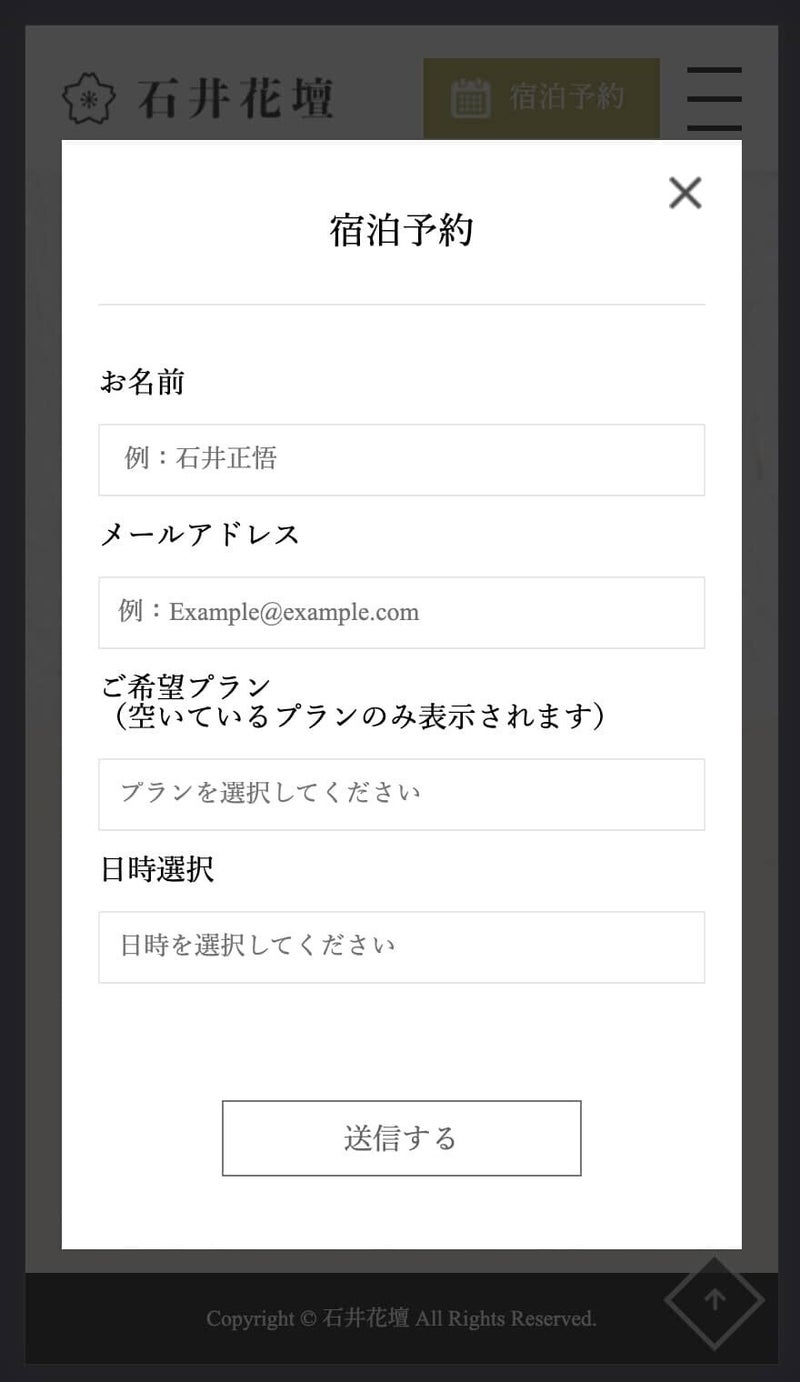 石井花壇
宿泊予約
宿泊予約
お名前
例：石井正悟
メールアドレス
例：Example@example.com
ご希望プラン
（空いているプランのみ表示されます）
プランを選択してください
日時選択
日時を選択してください
送信する
Copyright © 石井花壇 All Rights Reserved.